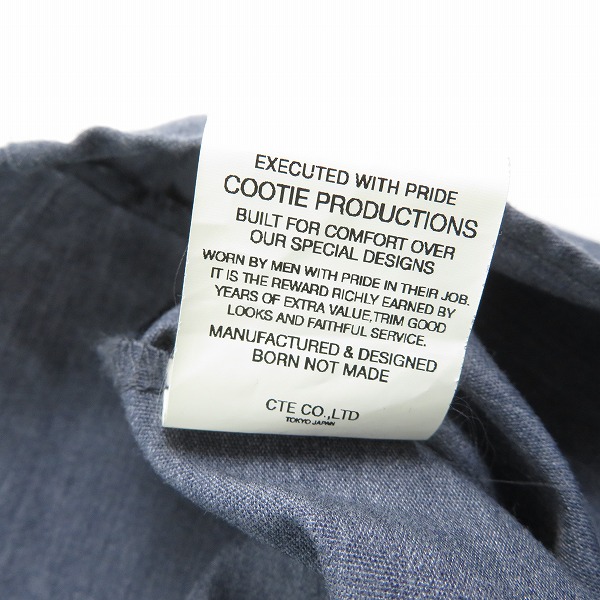 EXECUTED WITH PRIDE
COOTIE PRODUCTIONS
BUILT FOR COMFORT OVER
OUR SPECIAL DESIGNS
WORN BY MEN WITH PRIDE IN THEIR JOB.
IT IS THE REWARD RICHLY EARNED BY
YEARS OF EXTRA VALUE,TRIM GOOD
LOOKS AND FAITHFUL SERVICE.
MANUFACTURED & DESIGNED
BORN NOT MADE
CTE CO.,LTD
TOKYO JAPAN